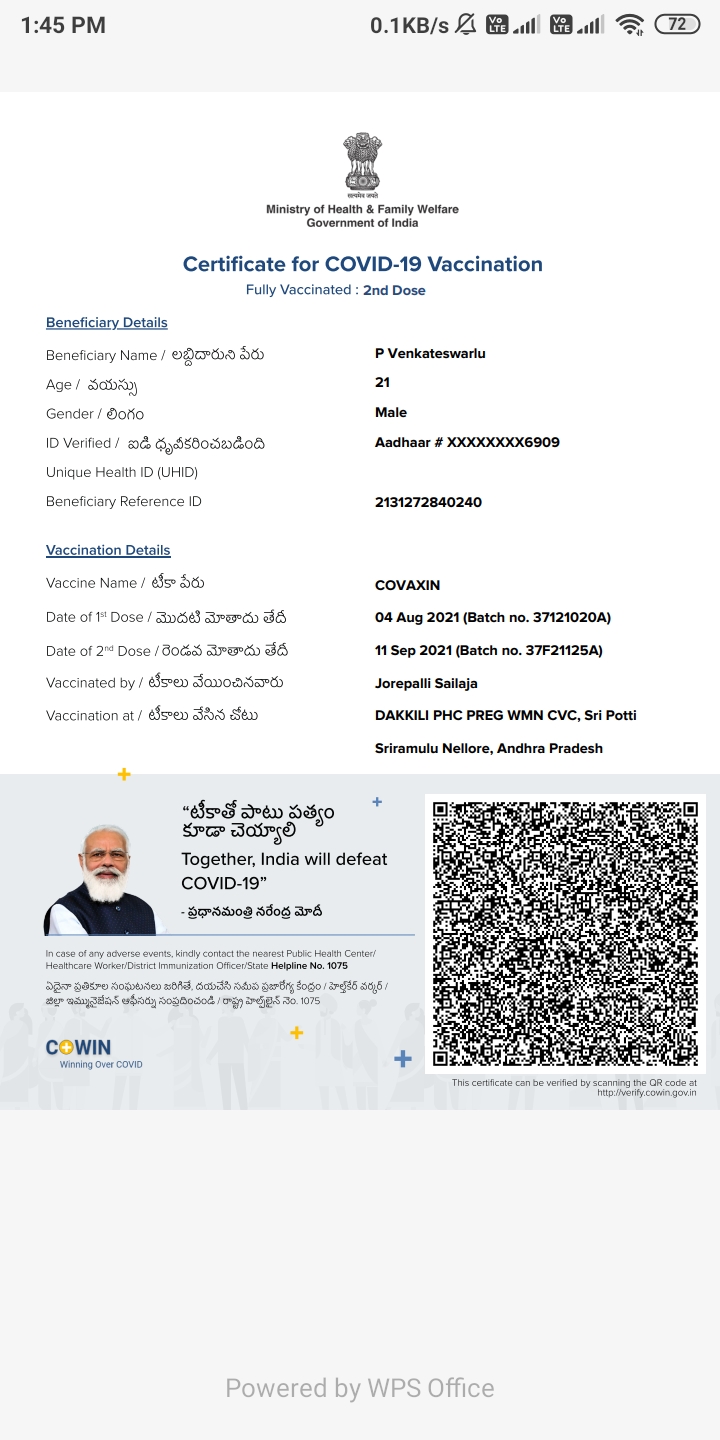 1:45 PM 0.1KB/s Vo LTE Vo LTE 72
सत्यमेव जयते
Ministry of Health & Family Welfare
Government of India
Certificate for COVID-19 Vaccination
Fully Vaccinated : 2nd Dose
Beneficiary Details
Beneficiary Name / లబ్దిదారుని పేరు P Venkateswarlu
Age / వయస్సు 21
Gender / లింగం Male
ID Verified / ఐడి ధృవీకరించబడింది Aadhaar # XXXXXXXX6909
Unique Health ID (UHID)
Beneficiary Reference ID 2131272840240
Vaccination Details
Vaccine Name / టీకా పేరు COVAXIN
Date of 1st Dose / మొదటి మోతాదు తేదీ 04 Aug 2021 (Batch no. 37121020A)
Date of 2nd Dose / రెండవ మోతాదు తేదీ 11 Sep 2021 (Batch no. 37F21125A)
Vaccinated by / టీకాలు వేయించినవారు Jorepalli Sailaja
Vaccination at / టీకాలు వేసిన చోటు DAKKILI PHC PREG WMN CVC, Sri Potti
Sriramulu Nellore, Andhra Pradesh
“టీకాతో పాటు పత్యం
కూడా చెయ్యాలి
Together, India will defeat
COVID-19”
- ప్రధానమంత్రి నరేంద్ర మోదీ
In case of any adverse events, kindly contact the nearest Public Health Center/
Healthcare Worker/District Immunization Officer/State Helpline No. 1075
ఏదైనా ప్రతికూల సంఘటనలు జరిగితే, దయచేసి సమీప ప్రజారోగ్య కేంద్రం / హెల్త్‌కేర్ వర్కర్ /
జిల్లా ఇమ్యునైజేషన్ ఆఫీసర్ను సంప్రదించండి / రాష్ట్ర హెల్ప్‌లైన్ నెం. 1075
COWIN
Winning Over COVID
This certificate can be verified by scanning the QR code at
http://verify.cowin.gov.in
Powered by WPS Office